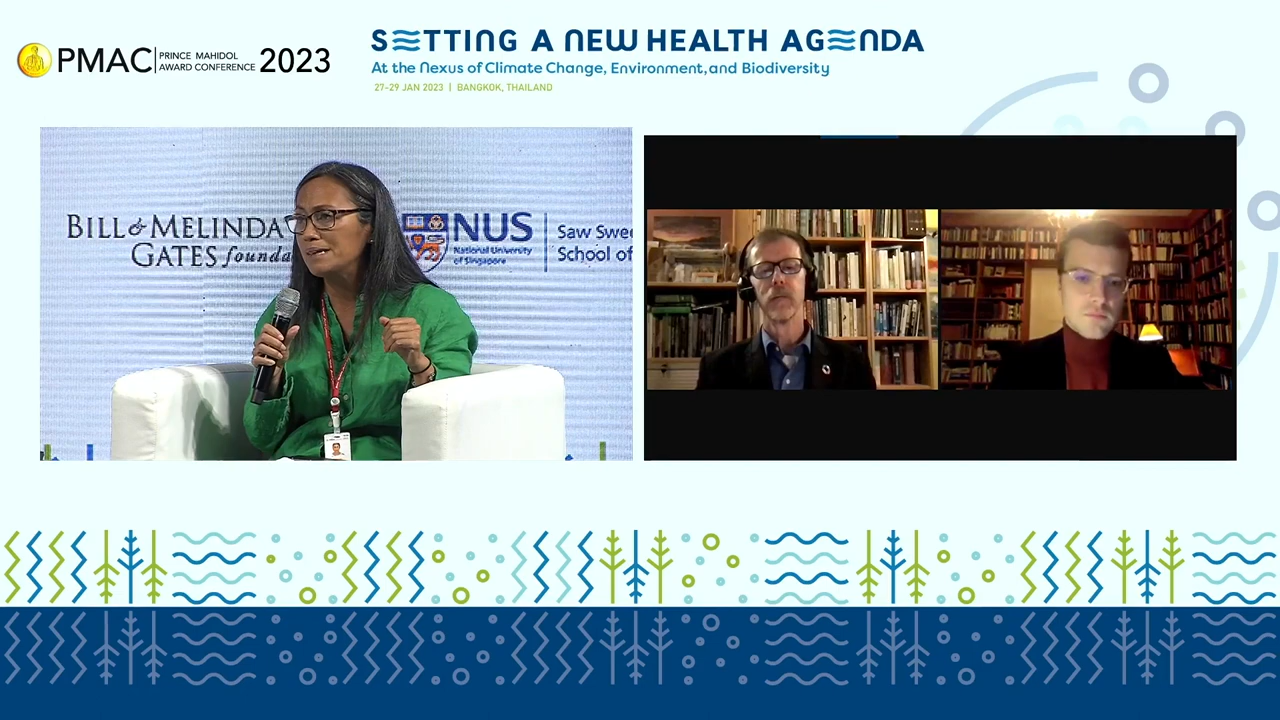 PMAC
PRINCE MAHIDOL
AWARD CONFERENCE
2023
SETTING A NEW HEALTH AGENDA
At the Nexus of Climate Change, Environment, and Biodiversity
27-29 JAN 2023 | BANGKOK, THAILAND
BILL & MELINDA
GATES founda
NUS
National University
of Singapore
Saw Swee
School of